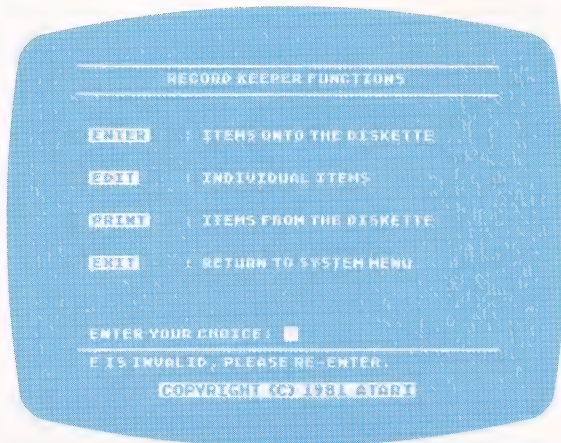 RECORD KEEPER FUNCTIONS
ENTER : ITEMS ONTO THE DISKETTE
EDIT : INDIVIDUAL ITEMS
PRINT : ITEMS FROM THE DISKETTE
EXIT : RETURN TO SYSTEM MENU
ENTER YOUR CHOICE:
E IS INVALID, PLEASE RE-ENTER.
COPYRIGHT (C) 1981 ATARI